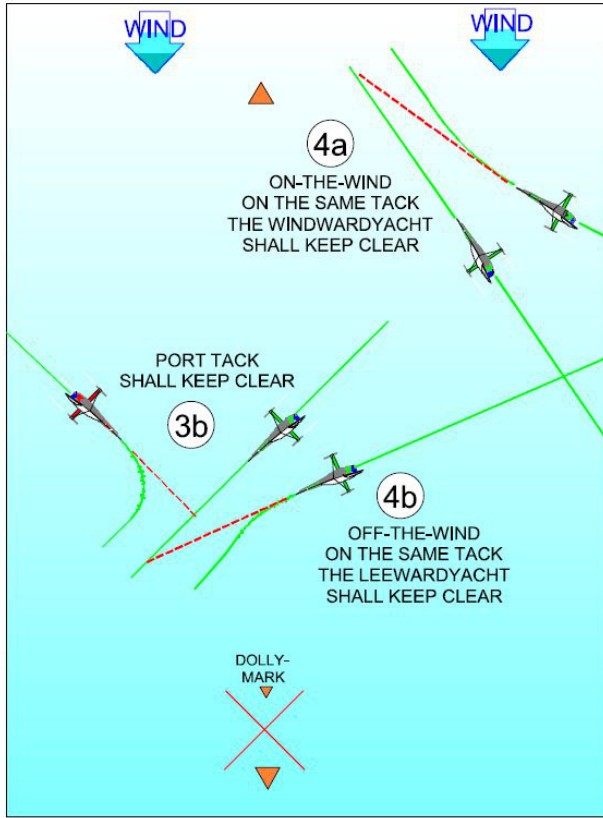 WIND
WIND
4a
ON-THE-WIND
ON THE SAME TACK
THE WINDWARDYACHT
SHALL KEEP CLEAR
PORT TACK
SHALL KEEP CLEAR
3b
4b
OFF-THE-WIND
ON THE SAME TACK
THE LEEWARDYACHT
SHALL KEEP CLEAR
DOLLY-
MARK